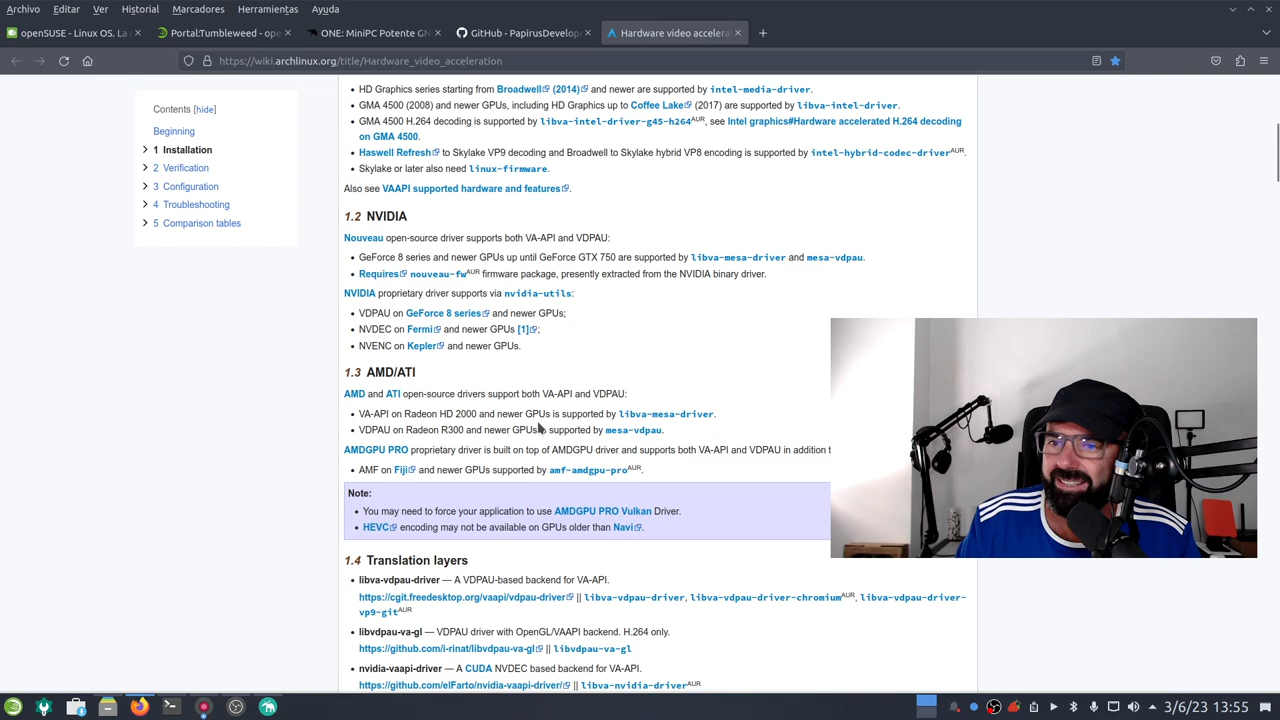 Archivo Editar Ver Historial Marcadores Herramientas Ayuda
openSUSE - Linux OS. La c
Portal:Tumbleweed - ope
ONE: MiniPC Potente GN
GitHub - PapirusDevelop
Hardware video accelerat
https://wiki.archlinux.org/title/Hardware_video_acceleration
Contents [hide]
Beginning
1 Installation
2 Verification
3 Configuration
4 Troubleshooting
5 Comparison tables
HD Graphics series starting from Broadwell (2014) and newer are supported by intel-media-driver.
GMA 4500 (2008) and newer GPUs, including HD Graphics up to Coffee Lake (2017) are supported by libva-intel-driver.
GMA 4500 H.264 decoding is supported by libva-intel-driver-g45-h264AUR, see Intel graphics#Hardware accelerated H.264 decoding
on GMA 4500.
Haswell Refresh to Skylake VP9 decoding and Broadwell to Skylake hybrid VP8 encoding is supported by intel-hybrid-codec-driverAUR.
Skylake or later also need linux-firmware.
Also see VAAPI supported hardware and features.
1.2 NVIDIA
Nouveau open-source driver supports both VA-API and VDPAU:
GeForce 8 series and newer GPUs up until GeForce GTX 750 are supported by libva-mesa-driver and mesa-vdpau.
Requires nouveau-fwAUR firmware package, presently extracted from the NVIDIA binary driver.
NVIDIA proprietary driver supports via nvidia-utils:
VDPAU on GeForce 8 series and newer GPUs;
NVDEC on Fermi and newer GPUs [1];
NVENC on Kepler and newer GPUs.
1.3 AMD/ATI
AMD and ATI open-source drivers support both VA-API and VDPAU:
VA-API on Radeon HD 2000 and newer GPUs is supported by libva-mesa-driver.
VDPAU on Radeon R300 and newer GPUs is supported by mesa-vdpau.
AMDGPU PRO proprietary driver is built on top of AMDGPU driver and supports both VA-API and VDPAU in addition t
AMF on Fiji and newer GPUs supported by amf-amdgpu-proAUR.
Note:
You may need to force your application to use AMDGPU PRO Vulkan Driver.
HEVC encoding may not be available on GPUs older than Navi.
1.4 Translation layers
libva-vdpau-driver — A VDPAU-based backend for VA-API.
https://cgit.freedesktop.org/vaapi/vdpau-driver || libva-vdpau-driver, libva-vdpau-driver-chromiumAUR, libva-vdpau-driver-
vp9-gitAUR
libvdpau-va-gl — VDPAU driver with OpenGL/VAAPI backend. H.264 only.
https://github.com/i-rinat/libvdpau-va-gl || libvdpau-va-gl
nvidia-vaapi-driver — A CUDA NVDEC based backend for VA-API.
https://github.com/elFarto/nvidia-vaapi-driver/ || libva-nvidia-driverAUR
3/6/23 13:55